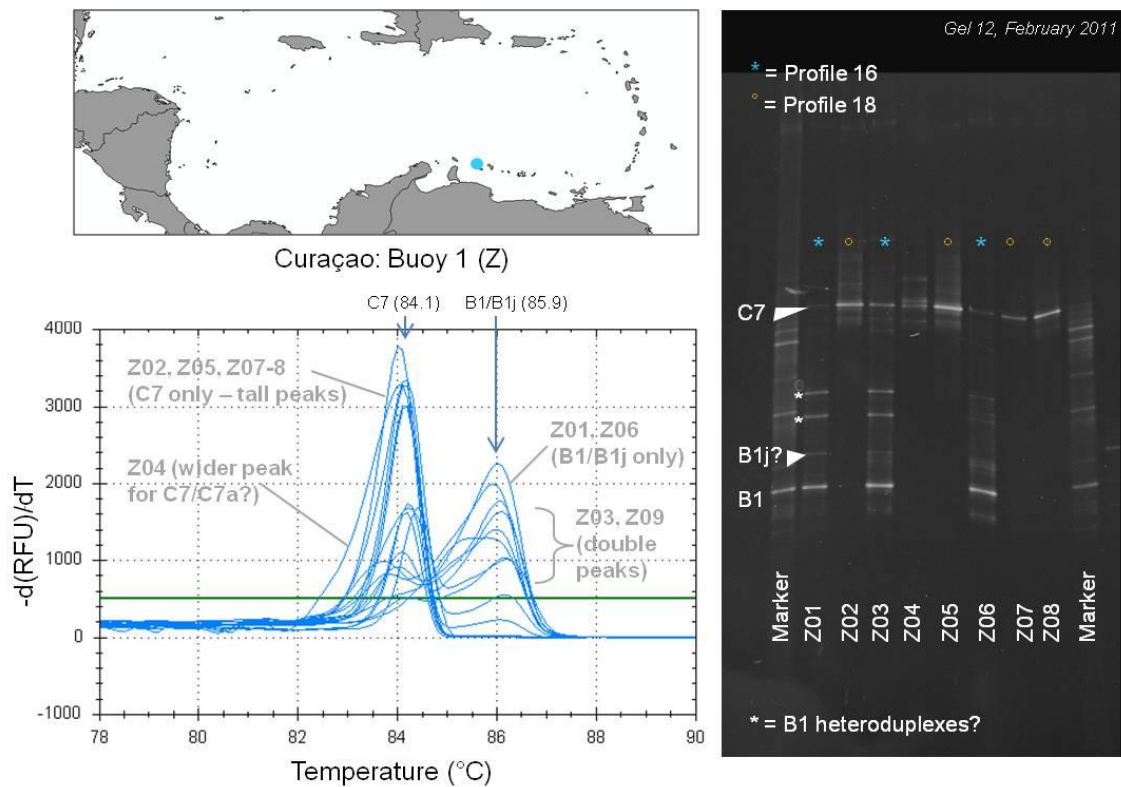 Curaçao: Buoy 1 (Z)
C7 (84.1)
B1/B1j (85.9)
Z02, Z05, Z07-8
(C7 only – tall peaks)
Z04 (wider peak
for C7/C7a?)
Z01, Z06
(B1/B1j only)
Z03, Z09
(double
peaks)
-d(RFU)/dT
4000
3000
2000
1000
0
-1000
78
80
82
84
86
88
90
Temperature (°C)
Gel 12, February 2011
* = Profile 16
° = Profile 18
* ° * ° * ° °
C7
*
*
B1j?
B1
Marker
Z01
Z02
Z03
Z04
Z05
Z06
Z07
Z08
Marker
* = B1 heteroduplexes?